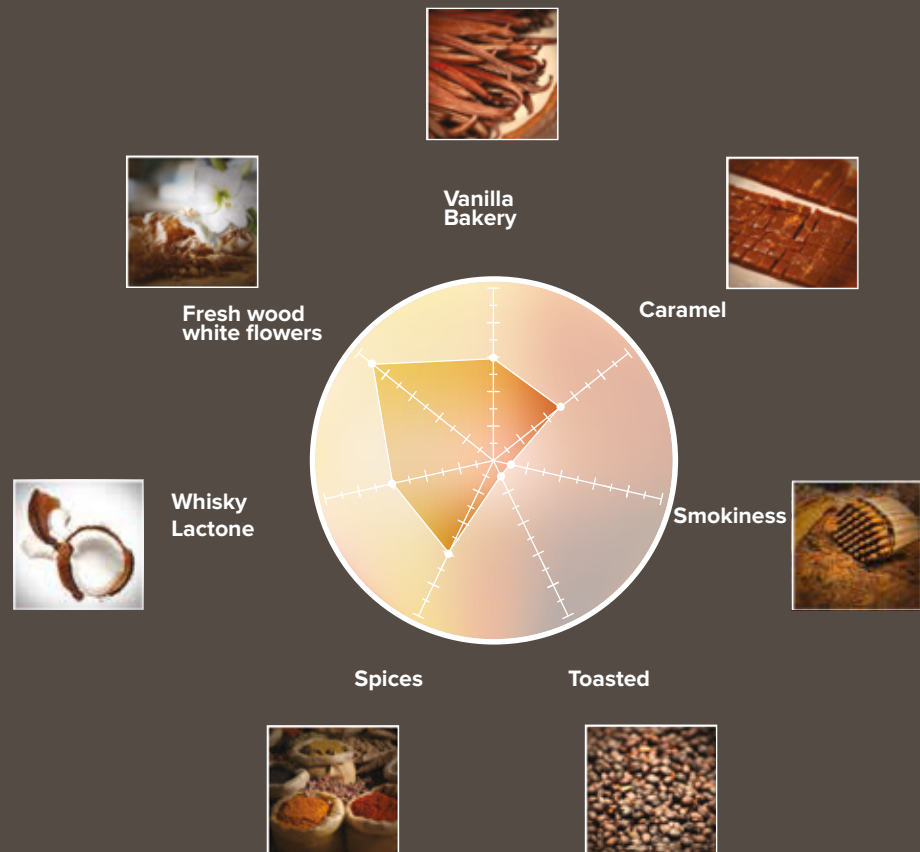 Vanilla
Bakery
Caramel
Fresh wood
white flowers
Whisky
Lactone
Smokiness
Spices
Toasted